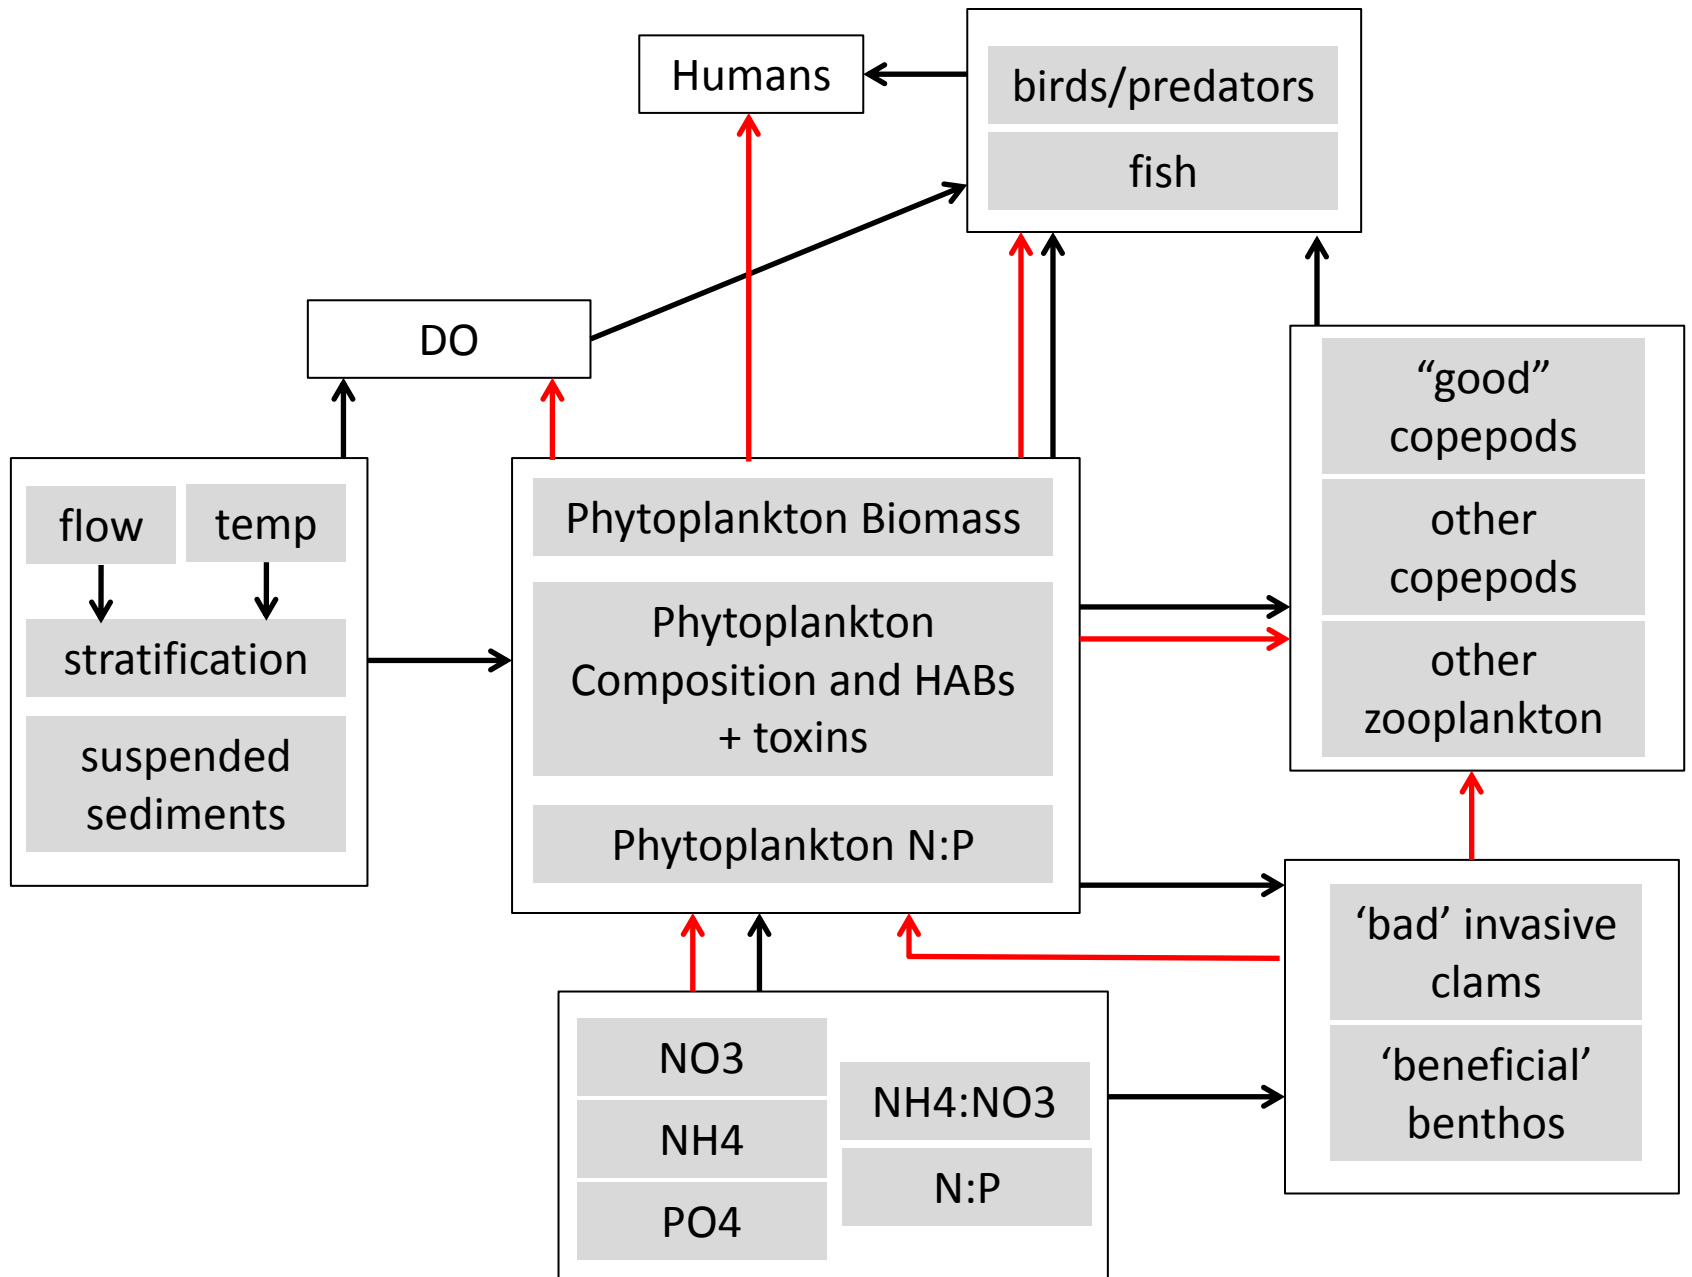 Humans
birds/predators
fish
DO
flow
temp
stratification
suspended
sediments
Phytoplankton Biomass
Phytoplankton
Composition and HABs
+ toxins
Phytoplankton N:P
“good”
copepods
other
copepods
other
zooplankton
‘bad’ invasive
clams
‘beneficial’
benthos
NO3
NH4
PO4
NH4:NO3
N:P